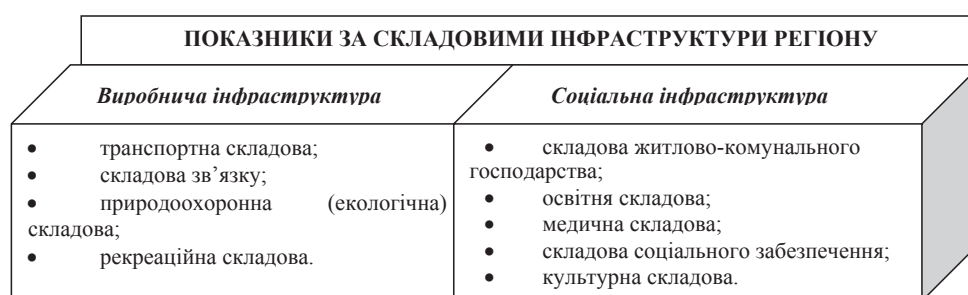 ПОКАЗНИКИ ЗА СКЛАДОВИМИ ІНФРАСТРУКТУРИ РЕГІОНУ
Виробнича інфраструктура
• транспортна складова;
• складова зв’язку;
• природоохоронна (екологічна)
складова;
• рекреаційна складова.
Соціальна інфраструктура
• складова житлово-комунального
господарства;
• освітня складова;
• медична складова;
• складова соціального забезпечення;
• культурна складова.